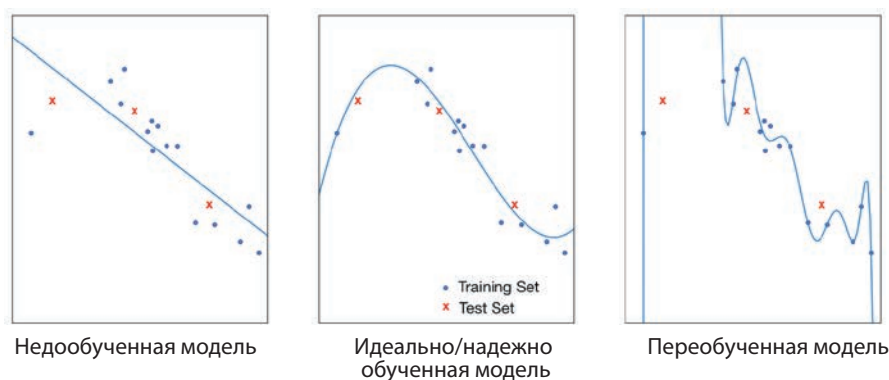 Training Set
x Test Set
Недообученная модель
Идеально/надежно
обученная модель
Переобученная модель